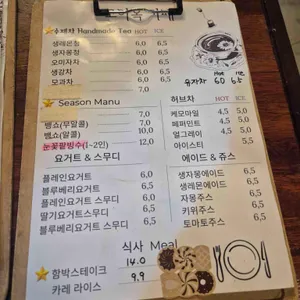 수제차 Handmade Tea HOT ICE
생레몬청 6,0 6,5
생자몽청 6,0 6,5
오미자차 6,0 6,5
생강차 6,0 6,5
모과차 6,5
7,0
Hot Ice
유자차 6.0 6.5
Season Manu
뱅쇼(무알콜) 7,0
뱅쇼(알콜) 10,0
눈꽃팥빙수(1~2인) 12,0
허브차 HOT ICE
케모마일 4,5 5,0
페퍼민트 4,5 5,0
얼그레이 4,5 5,0
아이스티 5,5
요거트 & 스무디
플레인요거트 6,0
블루베리요거트 6,5
플레인요거트 스무디 6,0
딸기요거트 스무디 6,5
블루베리요거트 스무디 6,5
에이드 & 쥬스
생자몽에이드 6,5
생레몬에이드 6,5
자몽주스 6,5
키위주스 6,5
토마토주스 6,5
식사 Meal
함박스테이크 14.0
카레 라이스 9.9